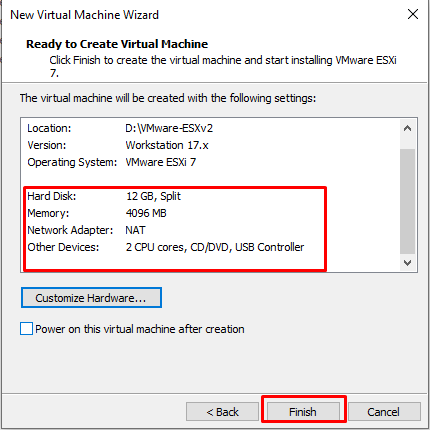 New Virtual Machine Wizard
Ready to Create Virtual Machine
Click Finish to create the virtual machine and start installing VMware ESXi
7.
The virtual machine will be created with the following settings:
Location: D:\VMware-ESXv2
Version: Workstation 17.x
Operating System: VMware ESXi 7
Hard Disk: 12 GB, Split
Memory: 4096 MB
Network Adapter: NAT
Other Devices: 2 CPU cores, CD/DVD, USB Controller
Customize Hardware...
Power on this virtual machine after creation
< Back Finish Cancel